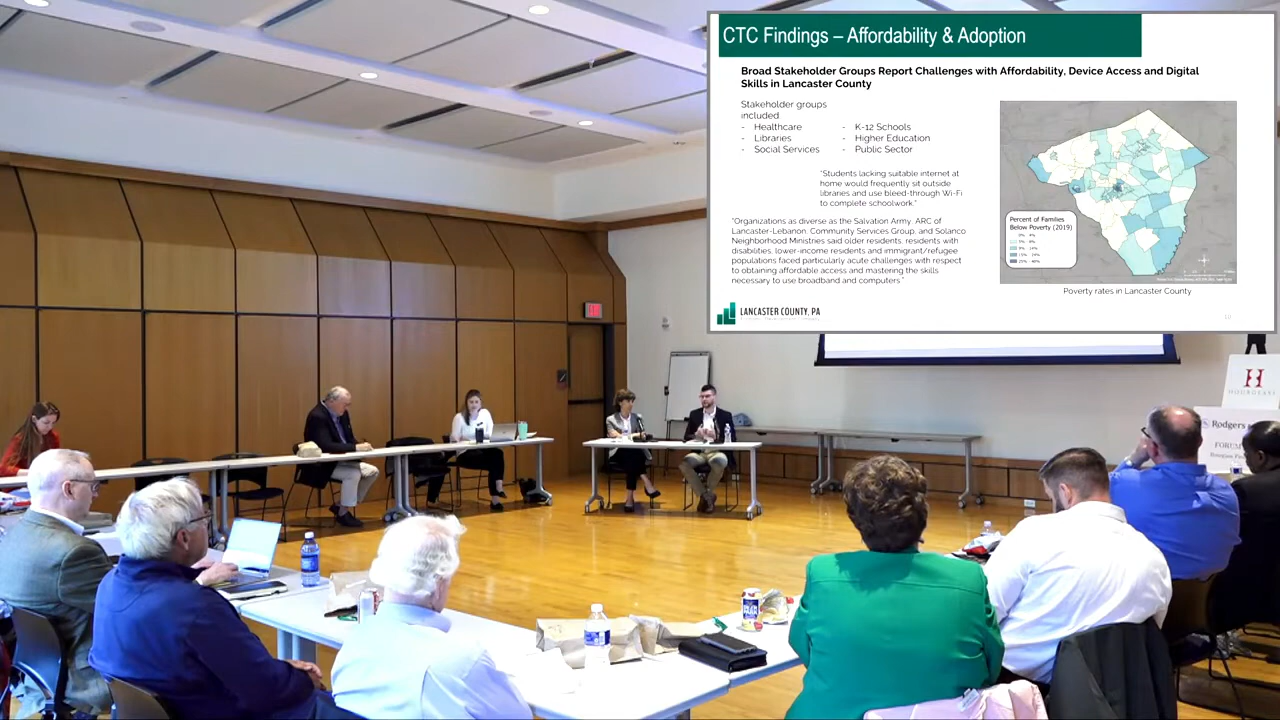 CTC Findings – Affordability & Adoption
Broad Stakeholder Groups Report Challenges with Affordability, Device Access and Digital
Skills in Lancaster County
Stakeholder groups
included:
- Healthcare
- Libraries
- Social Services
- K-12 Schools
- Higher Education
- Public Sector
"Students lacking suitable internet at
home would frequently sit outside
libraries and use bleed-through Wi-Fi
to complete schoolwork."
"Organizations as diverse as the Salvation Army, ARC of
Lancaster-Lebanon, Community Services Group, and Solanco
Neighborhood Ministries said older residents, residents with
disabilities, lower-income residents and immigrant/refugee
populations faced particularly acute challenges with respect
to obtaining affordable access and mastering the skills
necessary to use broadband and computers."
Percent of Families
Below Poverty (2019)
Poverty rates in Lancaster County
LANCASTER COUNTY, PA
10
H
HOURGLASS
Rodgers
FORUM